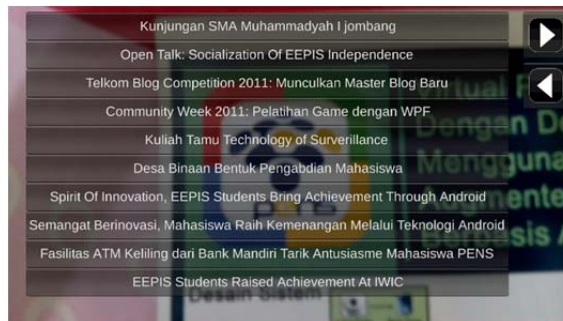 Kunjungan SMA Muhammadyah I jombang
Open Talk: Socialization Of EEPIS Independence
Telkom Blog Competition 2011: Munculkan Master Blog Baru
Community Week 2011: Pelatihan Game dengan WPF
Kuliah Tamu Technology of Surverillance
Desa Binaan Bentuk Pengabdian Mahasiswa
Spirit Of Innovation, EEPIS Students Bring Achievement Through Android
Semangat Berinovasi, Mahasiswa Raih Kemenangan Melalui Teknologi Android
Fasilitas ATM Keliling dari Bank Mandiri Tarik Antusiasme Mahasiswa PENS
EEPIS Students Raised Achievement At IWIC
Dengan
Desain Sistem